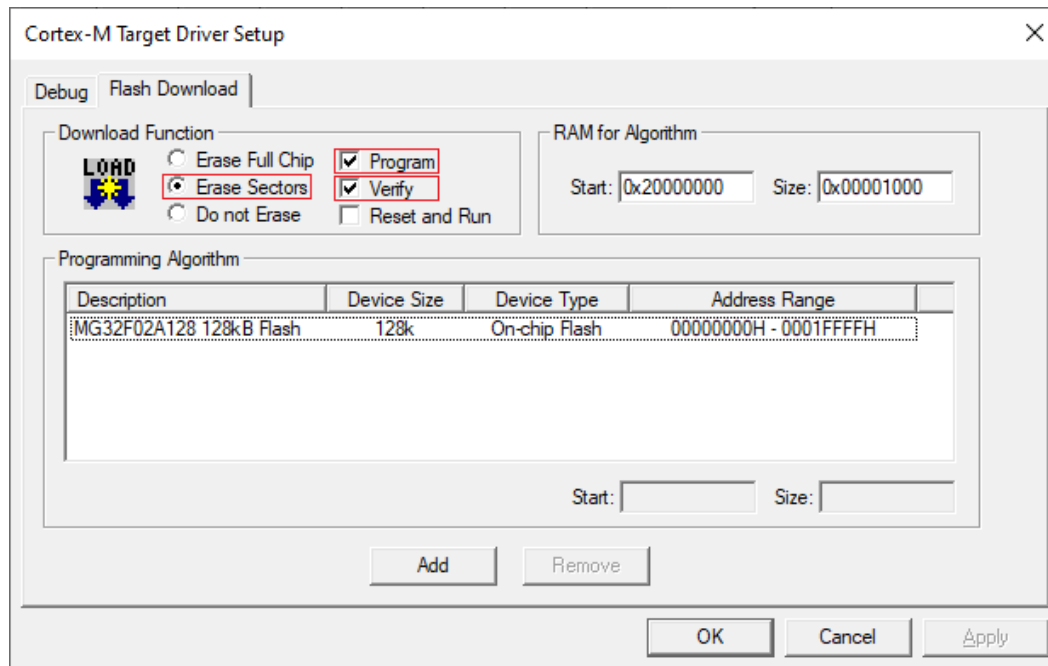 Cortex-M Target Driver Setup
Debug Flash Download
Download Function
LOAD
Erase Full Chip
Erase Sectors
Do not Erase
Program
Verify
Reset and Run
RAM for Algorithm
Start: 0x20000000 Size: 0x00001000
Programming Algorithm
Description Device Size Device Type Address Range
MG32F02A128 128kB Flash 128k On-chip Flash 00000000H - 0001FFFFH
Start: Size:
Add Remove
OK Cancel Apply